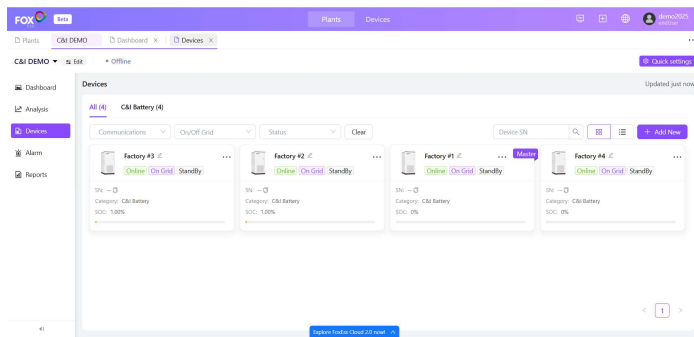 FOX Beta Plants Devices demo2025
endUser
Plants C&I DEMO Dashboard × Devices ×
C&I DEMO Edit Offline Quick settings
Dashboard
Analysis
Devices
Alarm
Reports
Devices Updated just now
All (4) C&I Battery (4)
Communications On/Off Grid Status Clear Device SN + Add New
Factory #3
Online On Grid StandBy
SN: --
Category: C&I Battery
SOC: 1.00%
Factory #2
Online On Grid StandBy
SN: --
Category: C&I Battery
SOC: 1.00%
Factory #1
Master
Online On Grid StandBy
SN: --
Category: C&I Battery
SOC: 0%
Factory #4
Online On Grid StandBy
SN: --
Category: C&I Battery
SOC: 0%
< 1 >
Explore FoxEss Cloud 2.0 now!